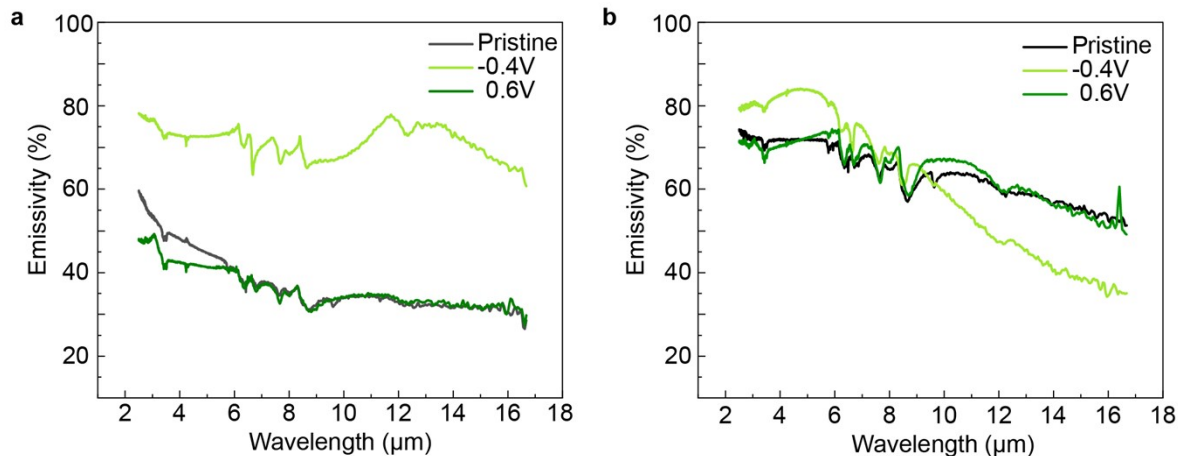 a
100
80
60
40
20
Emissivity (%)
Pristine
-0.4V
0.6V
2 4 6 8 10 12 14 16 18
Wavelength (µm)
b
100
80
60
40
20
Emissivity (%)
Pristine
-0.4V
0.6V
2 4 6 8 10 12 14 16 18
Wavelength (µm)